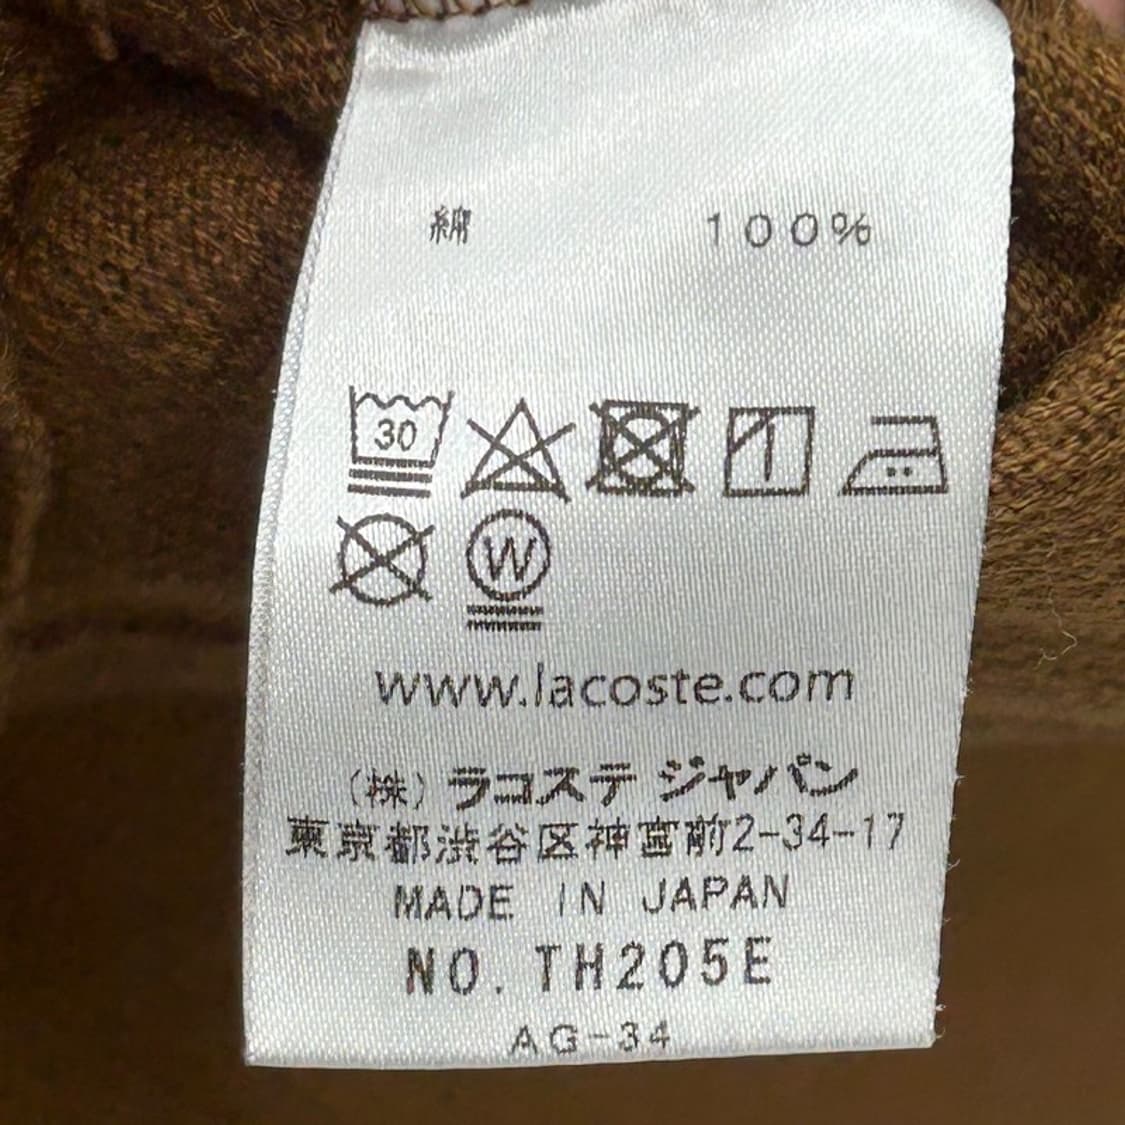 綿 100%
30
W
www.lacoste.com
(株) ラコステ ジャパン
東京都渋谷区神宮前2-34-17
MADE IN JAPAN
NO. TH205E
AG-34